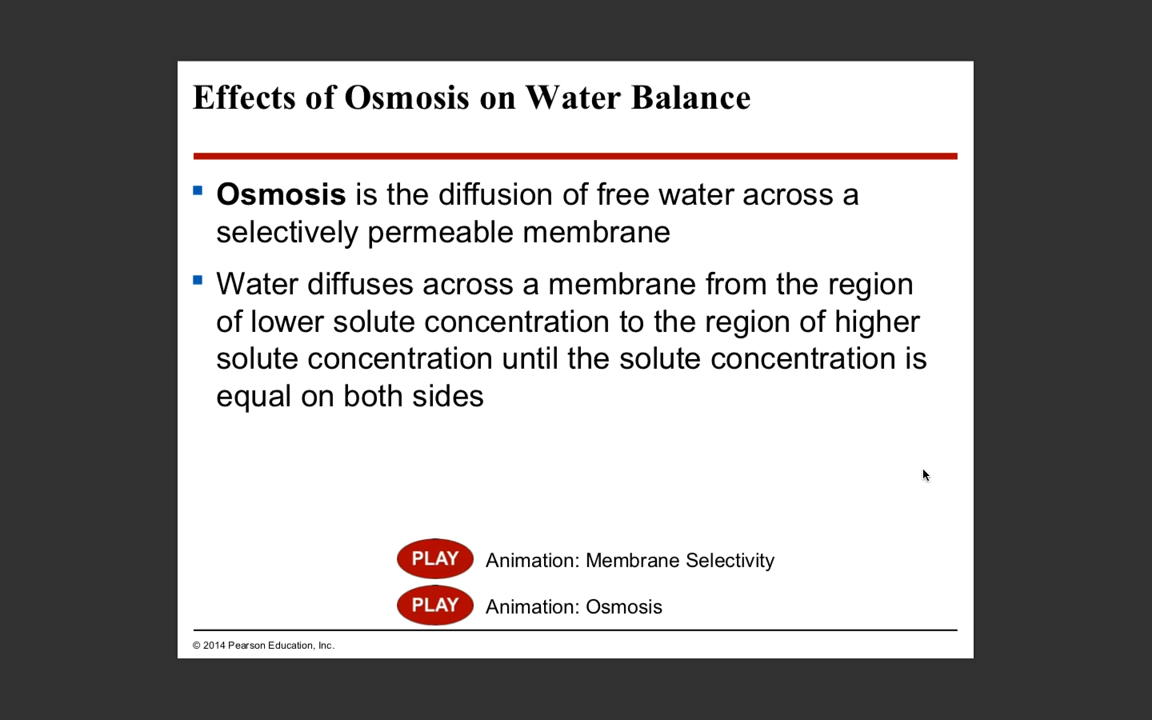 Effects of Osmosis on Water Balance
Osmosis is the diffusion of free water across a
selectively permeable membrane
Water diffuses across a membrane from the region
of lower solute concentration to the region of higher
solute concentration until the solute concentration is
equal on both sides
PLAY Animation: Membrane Selectivity
PLAY Animation: Osmosis
© 2014 Pearson Education, Inc.